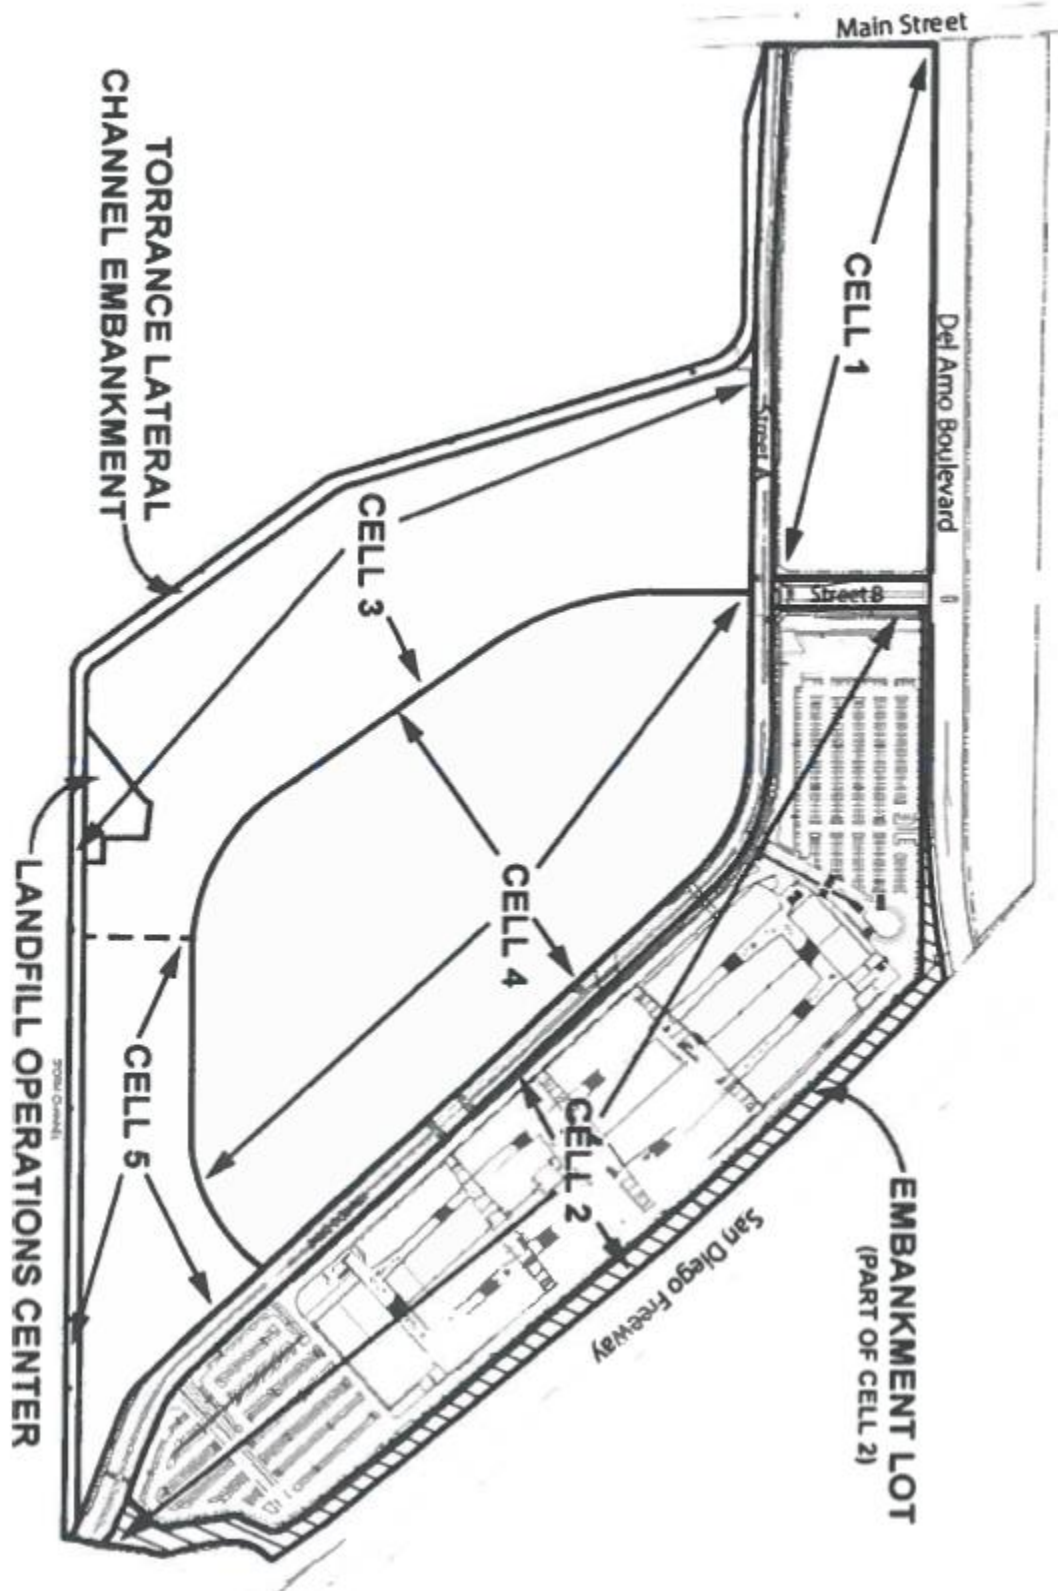 Main Street
CELL 1
Del Amo Boulevard
Street A
Street B
TORRANCE LATERAL
CHANNEL EMBANKMENT
CELL 3
CELL 4
CELL 2
CELL 5
LANDFILL OPERATIONS CENTER
San Diego Freeway
EMBANKMENT LOT
(PART OF CELL 2)